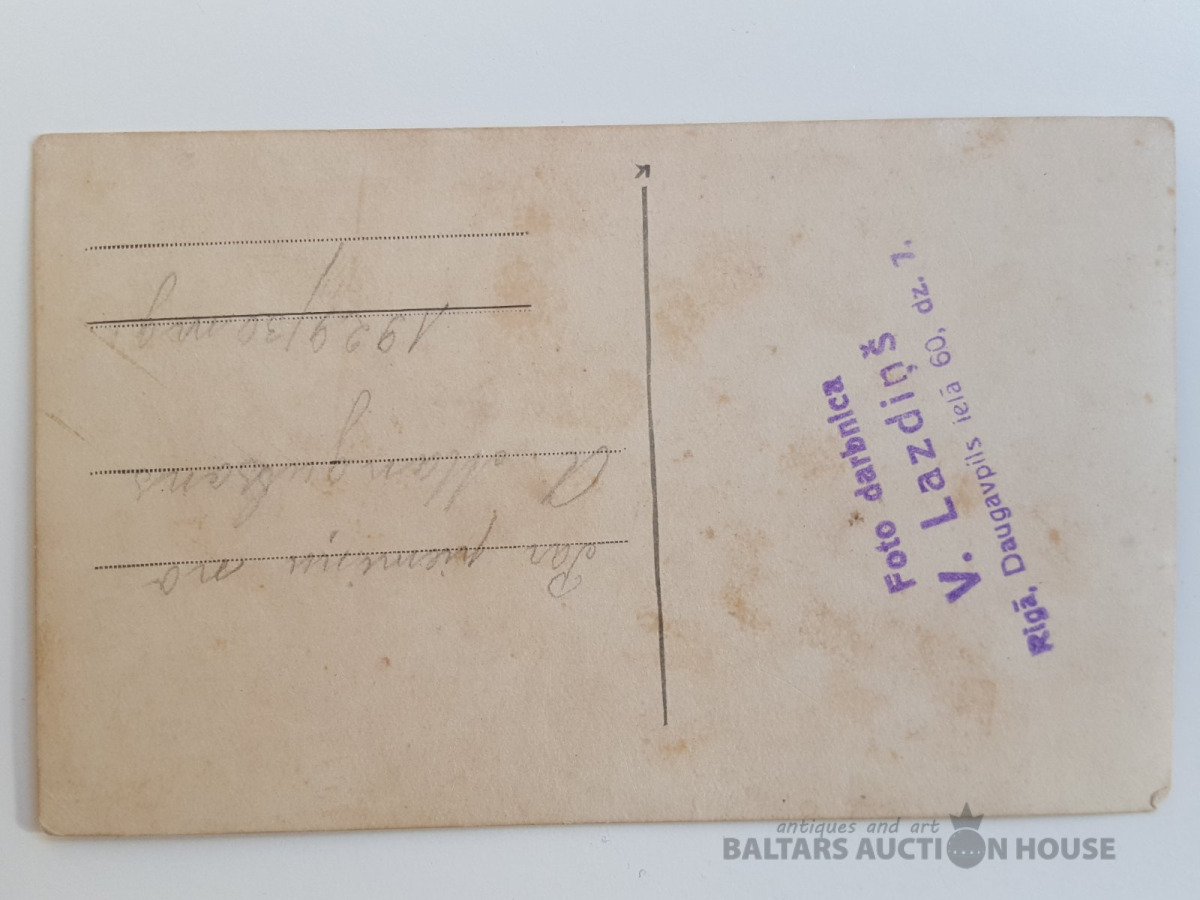 Par piemiņu no
1929/30
K
Foto darbnica
V. Lazdiņš
Rīgā, Daugavpils ielā 60, dz. 7.
antiques and art
BALTARS AUCTION HOUSE